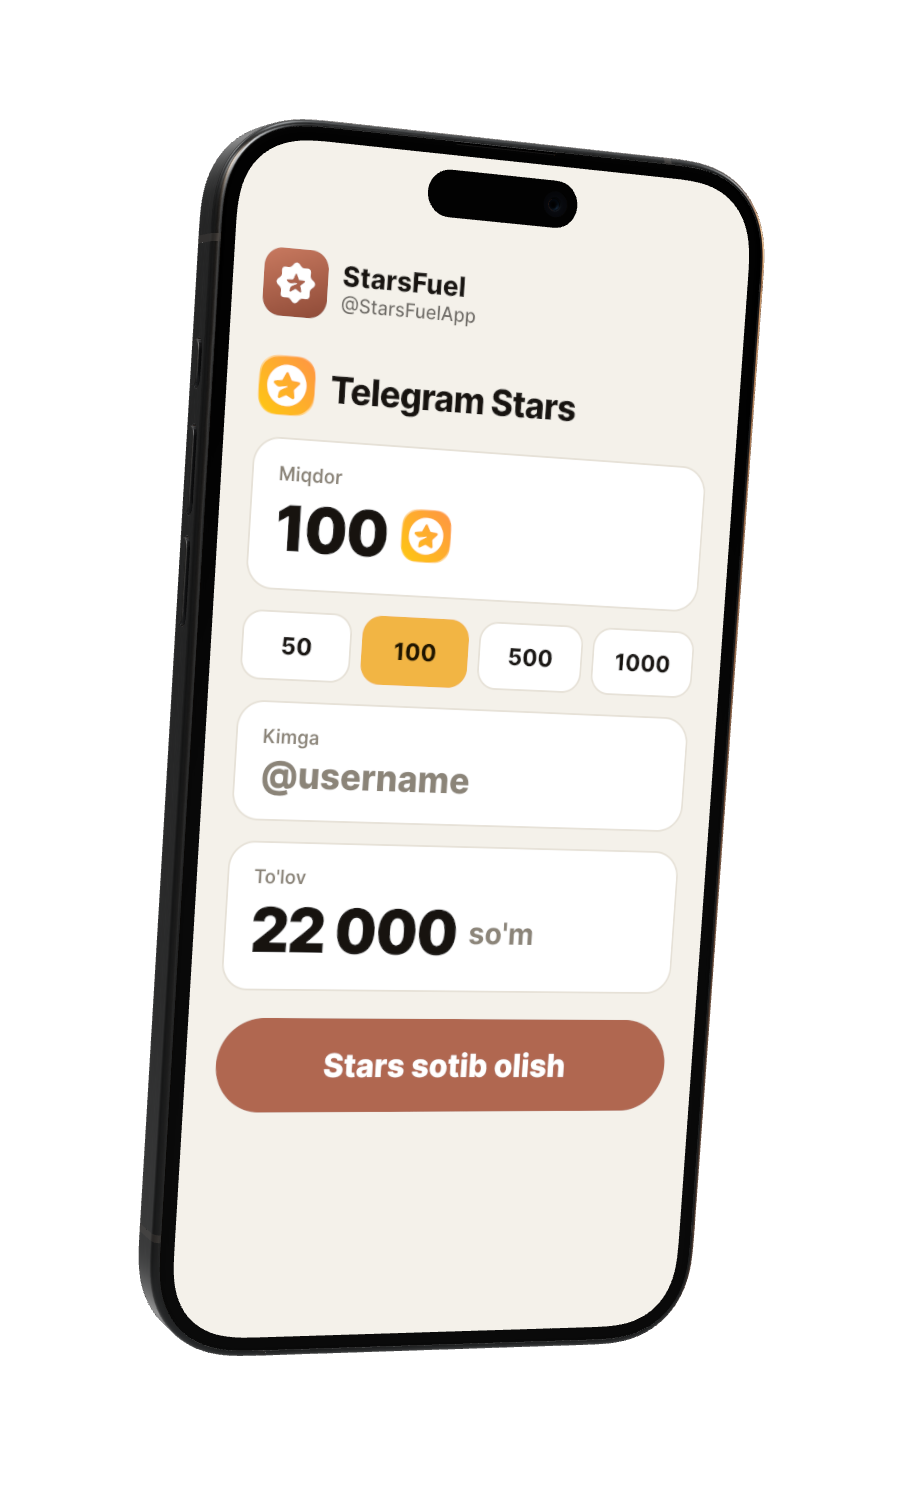 StarsFuel
@StarsFuelApp
Telegram Stars
Miqdor
100
50 100 500 1000
Kimga
@username
To'lov
22 000 so'm
Stars sotib olish